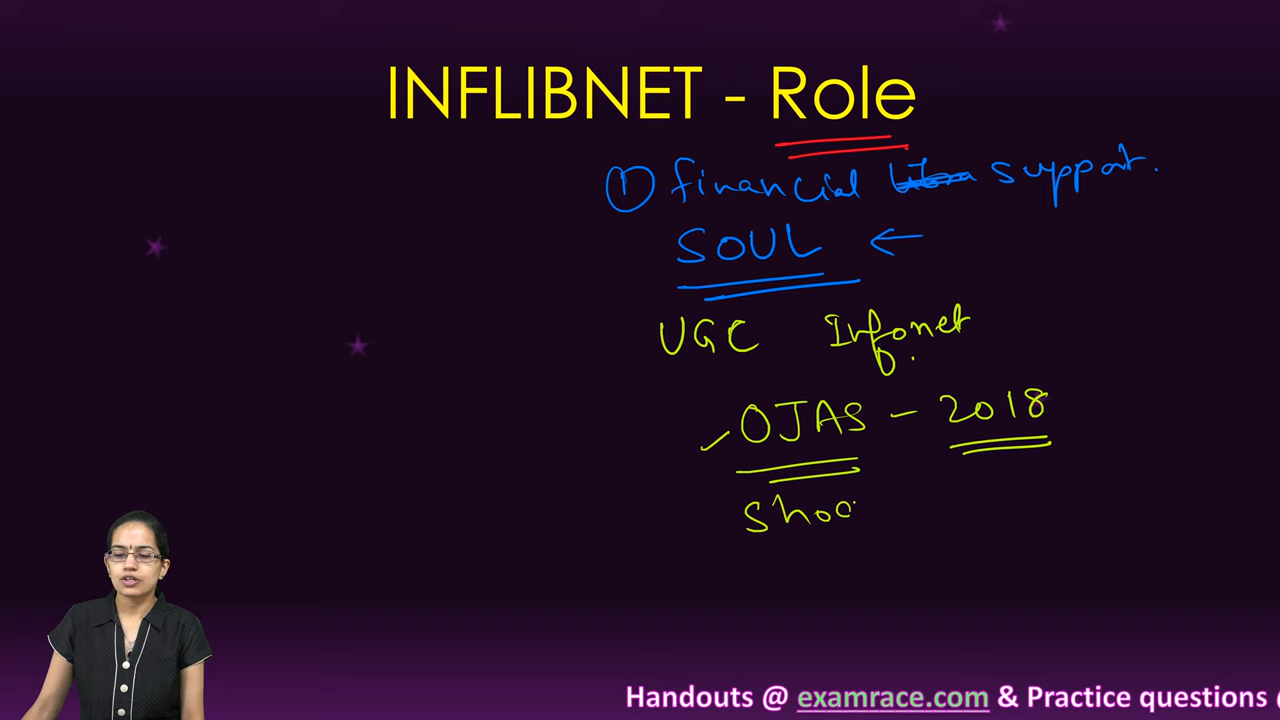 INFLIBNET - Role
① financial support.
SOUL ←
UGC Infonet
✓ OJAS - 2018
Shoo
Handouts @ examrace.com & Practice questions